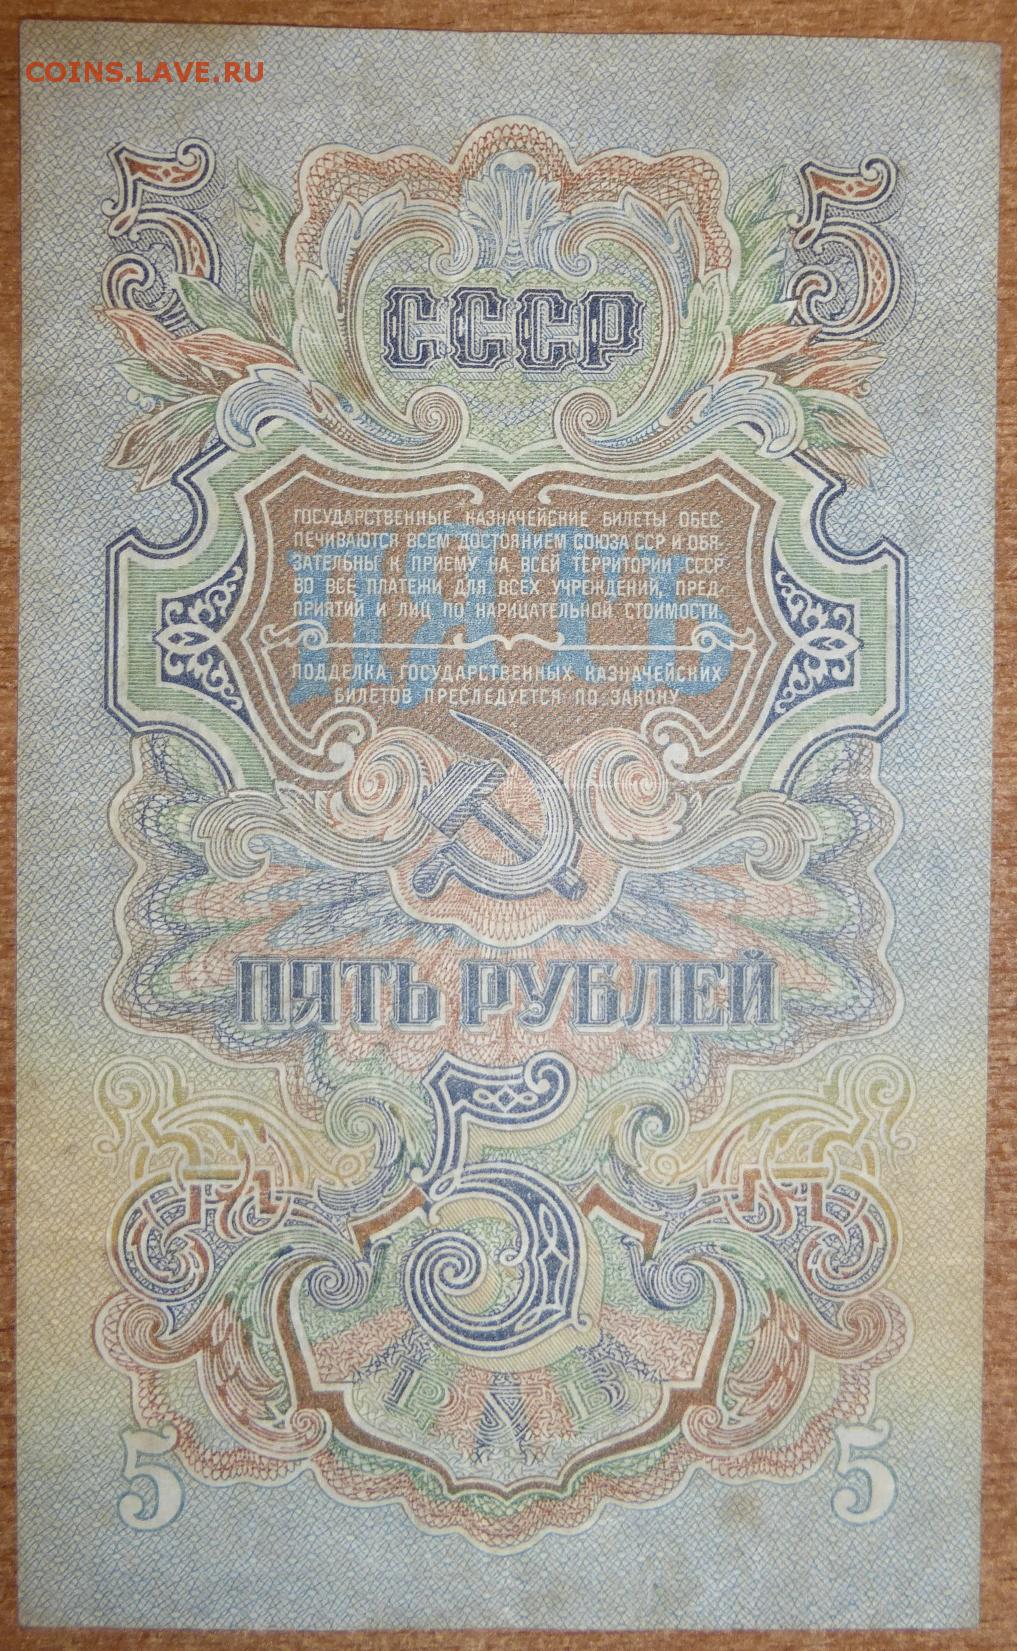 COINS.LAVE.RU
5 5
СССР
ПЯТЬ
ГОСУДАРСТВЕННЫЕ КАЗНАЧЕЙСКИЕ БИЛЕТЫ ОБЕС-
ПЕЧИВАЮТСЯ ВСЕМ ДОСТОЯНИЕМ СОЮЗА ССР И ОБЯ-
ЗАТЕЛЬНЫ К ПРИЕМУ НА ВСЕЙ ТЕРРИТОРИИ СССР
ВО ВСЕ ПЛАТЕЖИ ДЛЯ ВСЕХ УЧРЕЖДЕНИЙ, ПРЕД-
ПРИЯТИЙ И ЛИЦ ПО НАРИЦАТЕЛЬНОЙ СТОИМОСТИ.
ПОДДЕЛКА ГОСУДАРСТВЕННЫХ КАЗНАЧЕЙСКИХ
БИЛЕТОВ ПРЕСЛЕДУЕТСЯ ПО ЗАКОНУ
ПЯТЬ РУБЛЕЙ
5
5 5